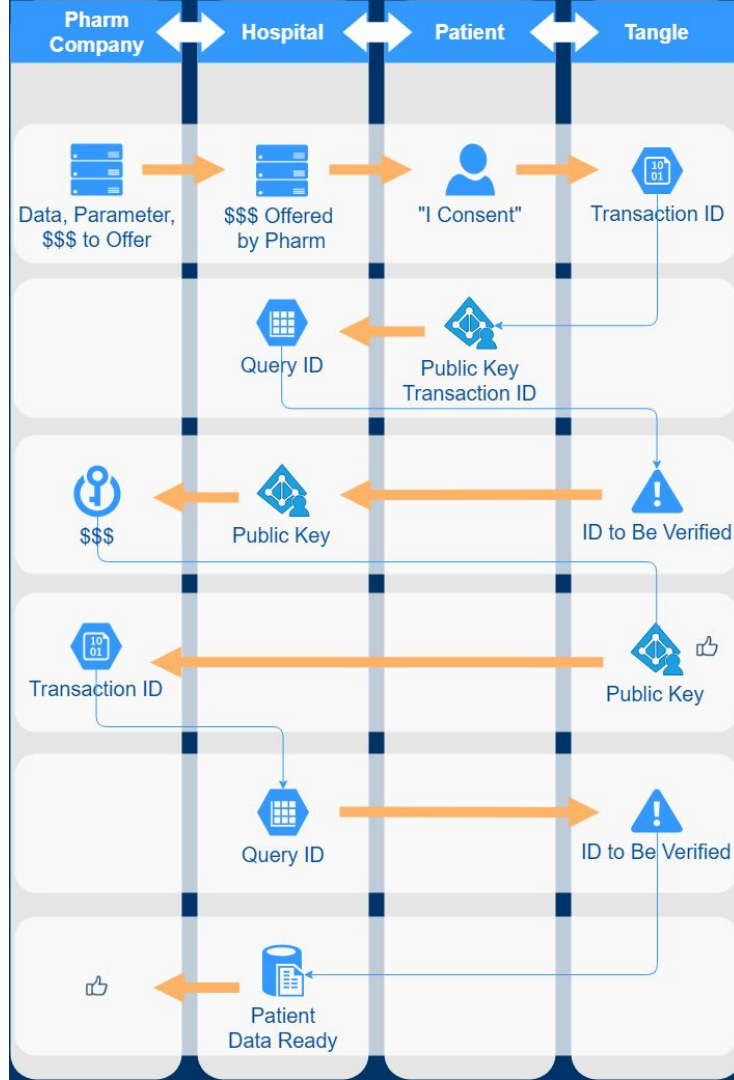 Pharm
Company
Hospital
Patient
Tangle
Data, Parameter,
$$$ to Offer
$$$ Offered
by Pharm
"I Consent"
10
01
Transaction ID
Query ID
Public Key
Transaction ID
$$$
Public Key
ID to Be Verified
10
01
Transaction ID
Public Key
Query ID
ID to Be Verified
Patient
Data Ready